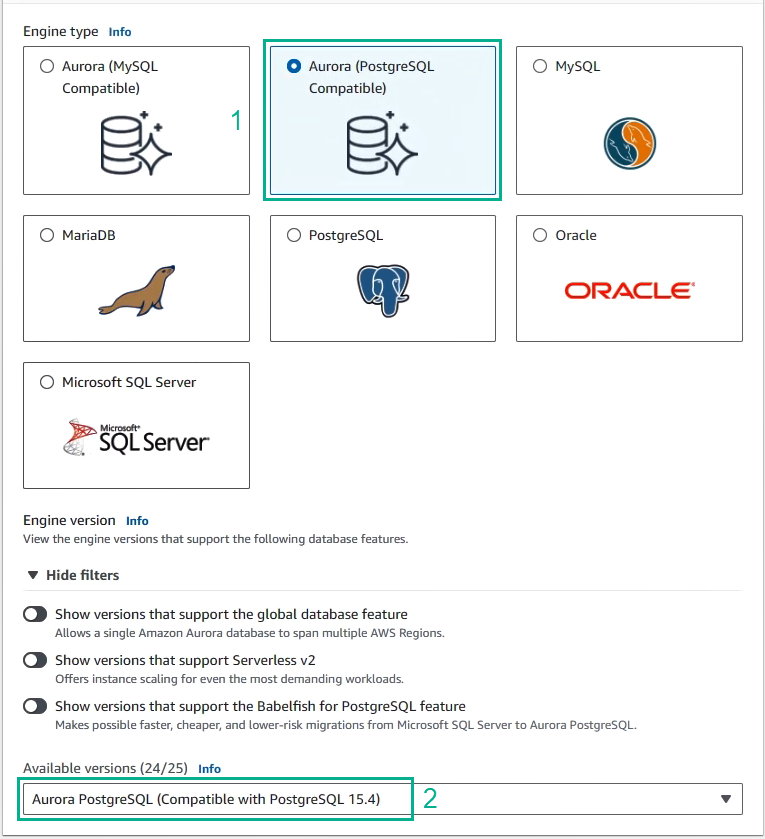 Engine type Info
Aurora (MySQL
Compatible)
1
Aurora (PostgreSQL
Compatible)
MySQL
MariaDB
PostgreSQL
Oracle
ORACLE®
Microsoft SQL Server
Microsoft®
SQL Server®
Engine version Info
View the engine versions that support the following database features.
▼ Hide filters
Show versions that support the global database feature
Allows a single Amazon Aurora database to span multiple AWS Regions.
Show versions that support Serverless v2
Offers instance scaling for even the most demanding workloads.
Show versions that support the Babelfish for PostgreSQL feature
Makes possible faster, cheaper, and lower-risk migrations from Microsoft SQL Server to Aurora PostgreSQL.
Available versions (24/25) Info
Aurora PostgreSQL (Compatible with PostgreSQL 15.4)
2